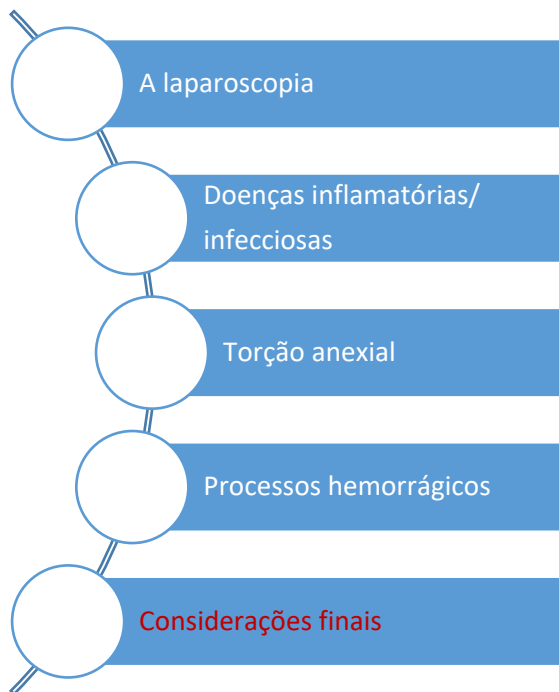 A laparoscopia
Doenças inflamatórias/
infecciosas
Torção anexial
Processos hemorrágicos
Considerações finais